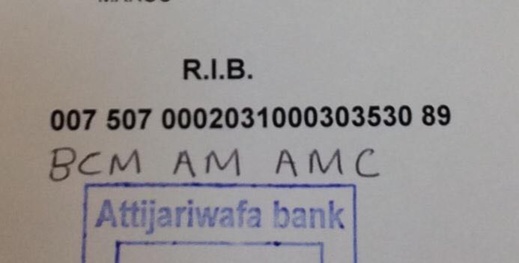 R.I.B.
007 507 0002031000303530 89
BCM AM AMC
Attijariwafa bank